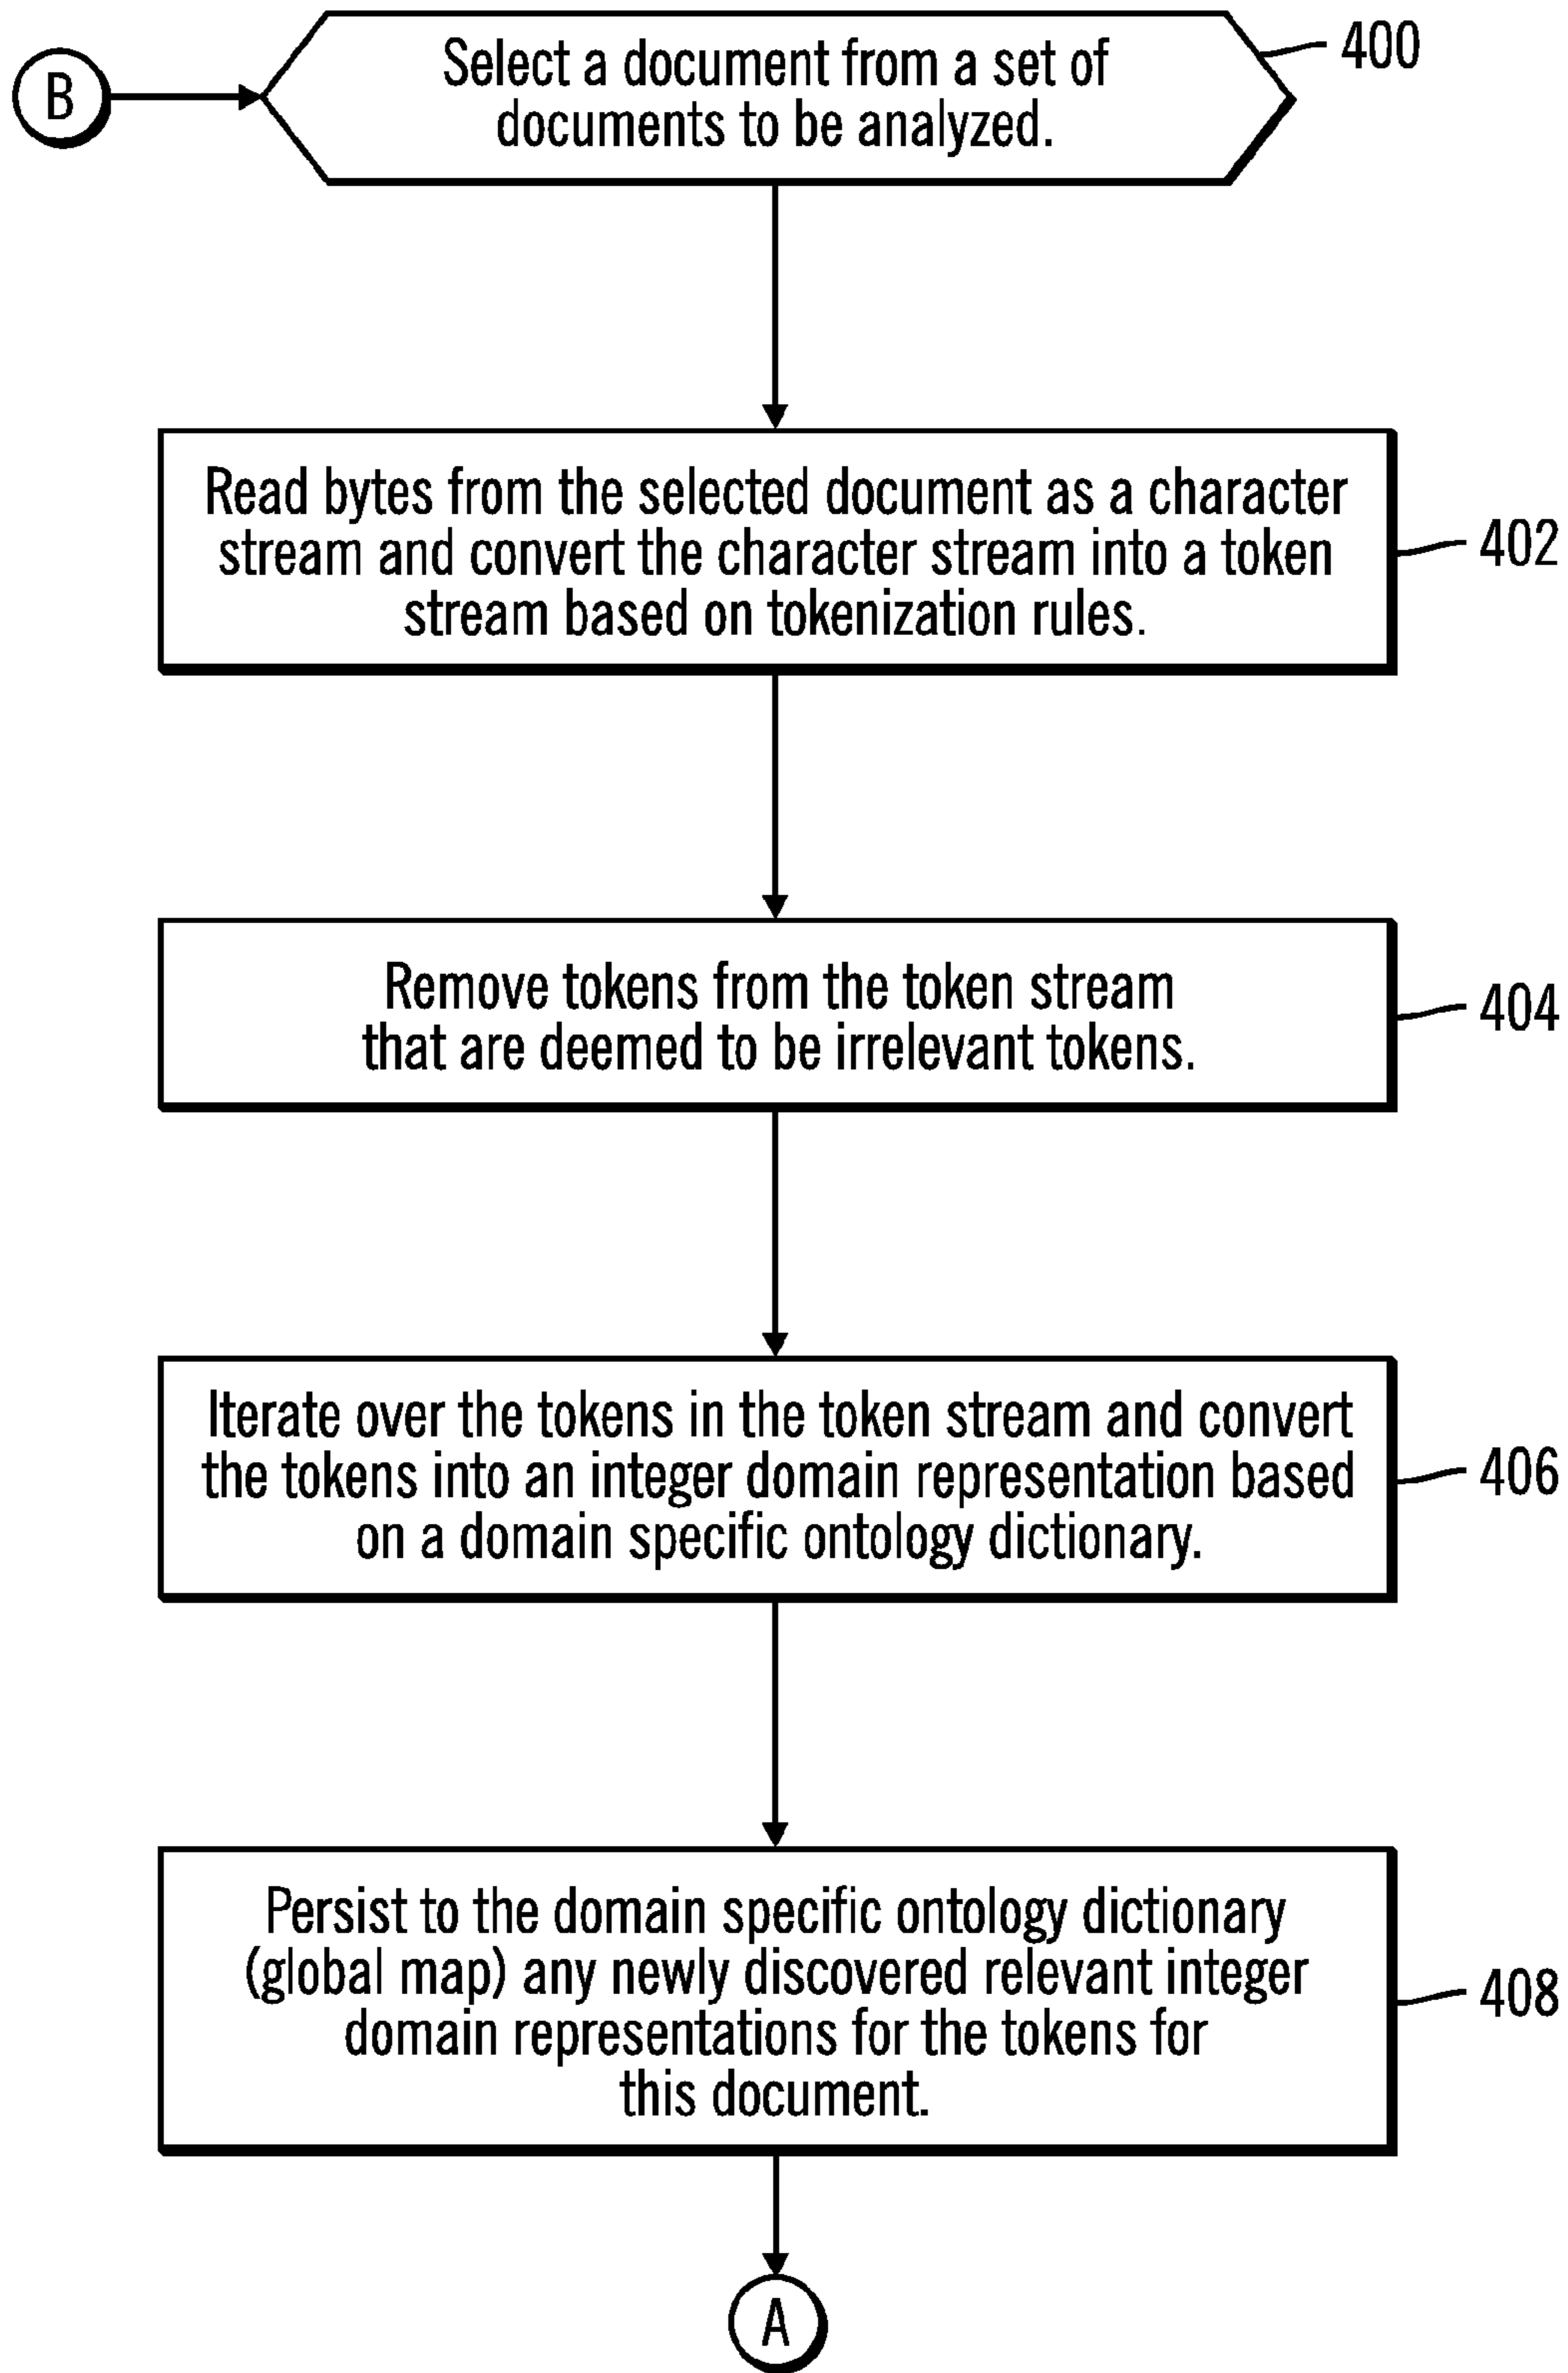 B
Select a document from a set of
documents to be analyzed.
400
Read bytes from the selected document as a character
stream and convert the character stream into a token
stream based on tokenization rules.
402
Remove tokens from the token stream
that are deemed to be irrelevant tokens.
404
Iterate over the tokens in the token stream and convert
the tokens into an integer domain representation based
on a domain specific ontology dictionary.
406
Persist to the domain specific ontology dictionary
(global map) any newly discovered relevant integer
domain representations for the tokens for
this document.
408
A